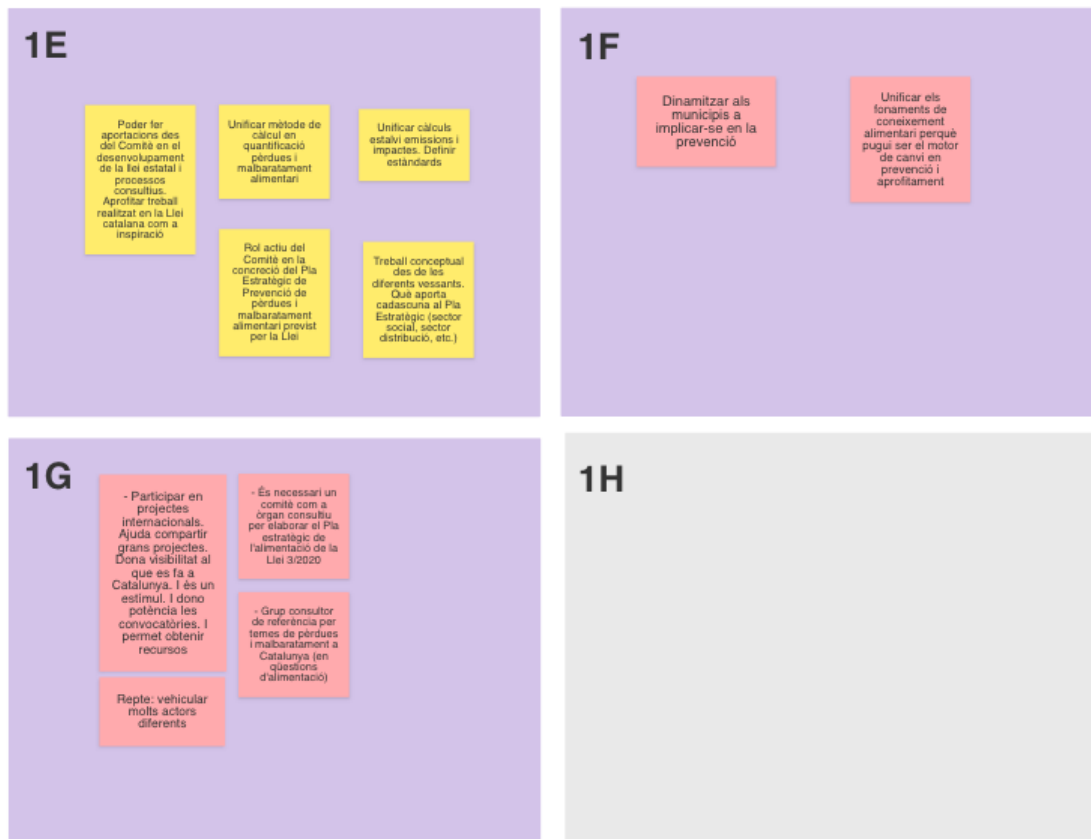 1E
Poder fer
aportacions des
del Comitè en el
desenvolupament
de la llei estatal i
processos
consultius.
Aprofitar treball
realitzat en la Llei
catalana com a
inspiració
Unificar mètode de
càlcul en
quantificació
pèrdues i
malbaratament
alimentari
Unificar càlculs
estalvi emissions i
impactes. Definir
estàndards
Rol actiu del
Comitè en la
concreció del Pla
Estratègic de
Prevenció de
pèrdues i
malbaratament
alimentari previst
per la Llei
Treball conceptual
des de les
diferents vessants.
Què aporta
cadascuna al Pla
Estratègic (sector
social, sector
distribució, etc.)
1F
Dinamitzar als
municipis a
implicar-se en la
prevenció
Unificar els
fonaments de
coneixement
alimentari perquè
pugui ser el motor
de canvi en
prevenció i
aprofitament
1G
- Participar en
projectes
internacionals.
Ajuda compartir
grans projectes.
Dona visibilitat al
que es fa a
Catalunya. I és un
estimul. I dono
potència les
convocatòries. I
permet obtenir
recursos
- És necessari un
comitè com a
òrgan consultiu
per elaborar el Pla
estratègic de
l'alimentació de la
Llei 3/2020
- Grup consultor
de referència per
temes de pèrdues
i malbaratament a
Catalunya (en
qüestions
d'alimentació)
Repte: vehicular
molts actors
diferents
1H